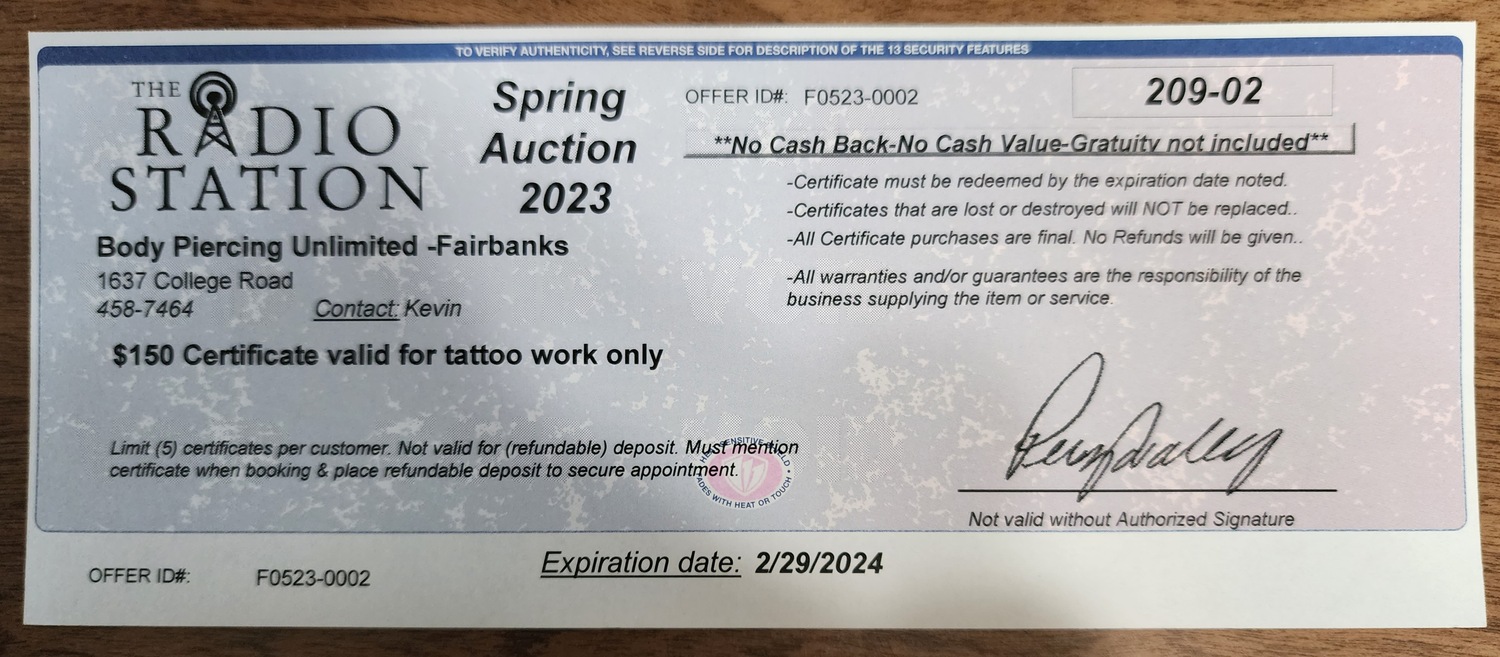 TO VERIFY AUTHENTICITY, SEE REVERSE SIDE FOR DESCRIPTION OF THE 13 SECURITY FEATURES
THE
RADIO
STATION
Spring
Auction
2023
OFFER ID#: F0523-0002
209-02
**No Cash Back-No Cash Value-Gratuity not included**
-Certificate must be redeemed by the expiration date noted.
-Certificates that are lost or destroyed will NOT be replaced..
-All Certificate purchases are final. No Refunds will be given..
-All warranties and/or guarantees are the responsibility of the
business supplying the item or service.
Body Piercing Unlimited -Fairbanks
1637 College Road
458-7464 Contact: Kevin
$150 Certificate valid for tattoo work only
Limit (5) certificates per customer. Not valid for (refundable) deposit. Must mention
certificate when booking & place refundable deposit to secure appointment.
WITH HEAT OR TOUCH
Not valid without Authorized Signature
Expiration date: 2/29/2024
OFFER ID#: F0523-0002